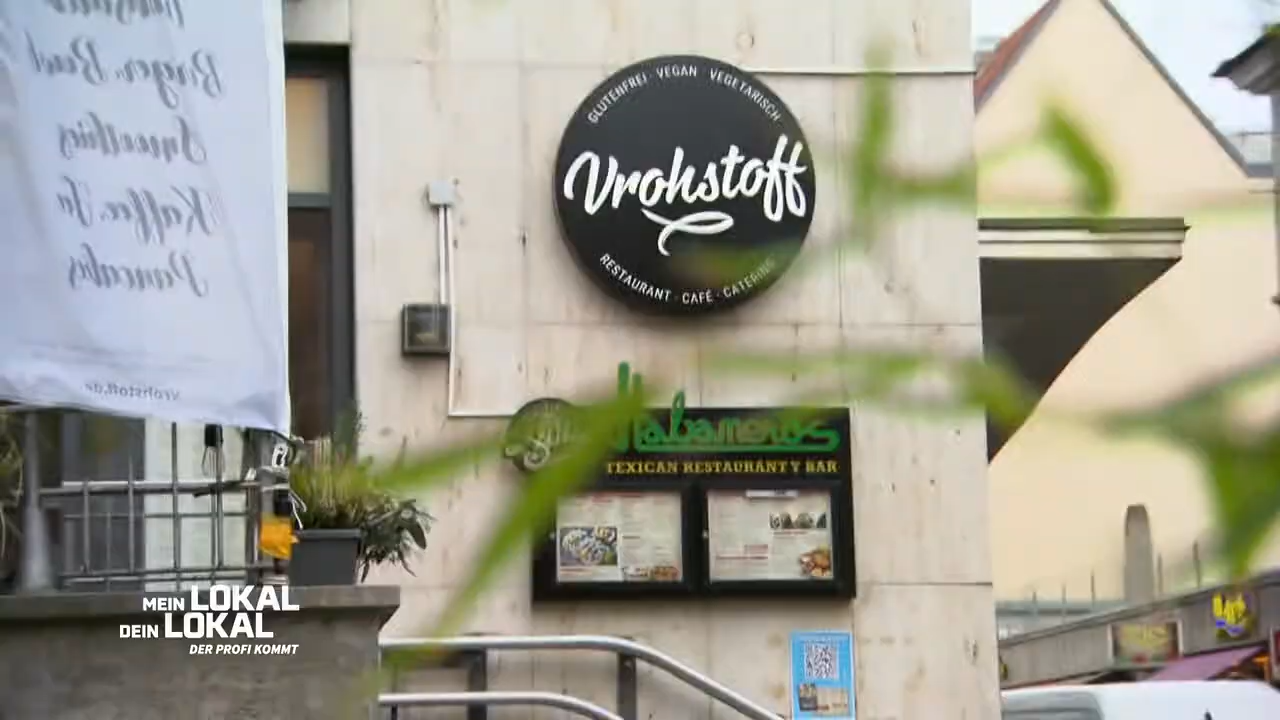 Burger, Bowl
Smoothies
Kaffee, Ju
Pancakes
vrohstoff.de
GLUTENFREI · VEGAN · VEGETARISCH
Vrohstoff
RESTAURANT · CAFÉ · CATERING
Habaneros
TEXICAN RESTAURANT Y BAR
MEIN LOKAL
DEIN LOKAL
DER PROFI KOMMT